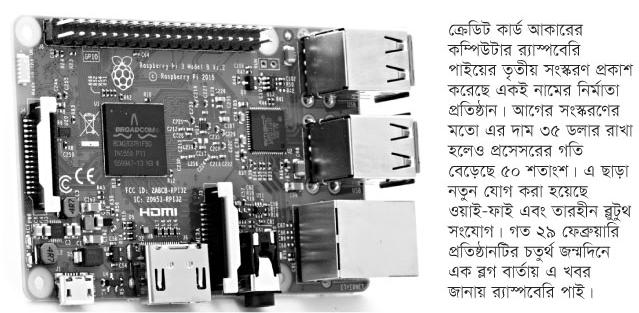 GPIO
Raspberry Pi 3 Model B V1.2
© Raspberry Pi 2015
BROADCOM
FCC ID: 2ABCB-RPI32
IC: 20953-RPI32
HDMI
ETHERNET
ক্রেডিট কার্ড আকারের
কম্পিউটার র‍্যাস্পবেরি
পাইয়ের তৃতীয় সংস্করণ প্রকাশ
করেছে একই নামের নির্মাতা
প্রতিষ্ঠান। আগের সংস্করণের
মতো এর দাম ৩৫ ডলার রাখা
হলেও প্রসেসরের গতি
বেড়েছে ৫০ শতাংশ। এ ছাড়া
নতুন যোগ করা হয়েছে
ওয়াই-ফাই এবং তারহীন ব্লুটুথ
সংযোগ। গত ২৯ ফেব্রুয়ারি
প্রতিষ্ঠানটির চতুর্থ জন্মদিনে
এক ব্লগ বার্তায় এ খবর
জানায় র‍্যাস্পবেরি পাই।